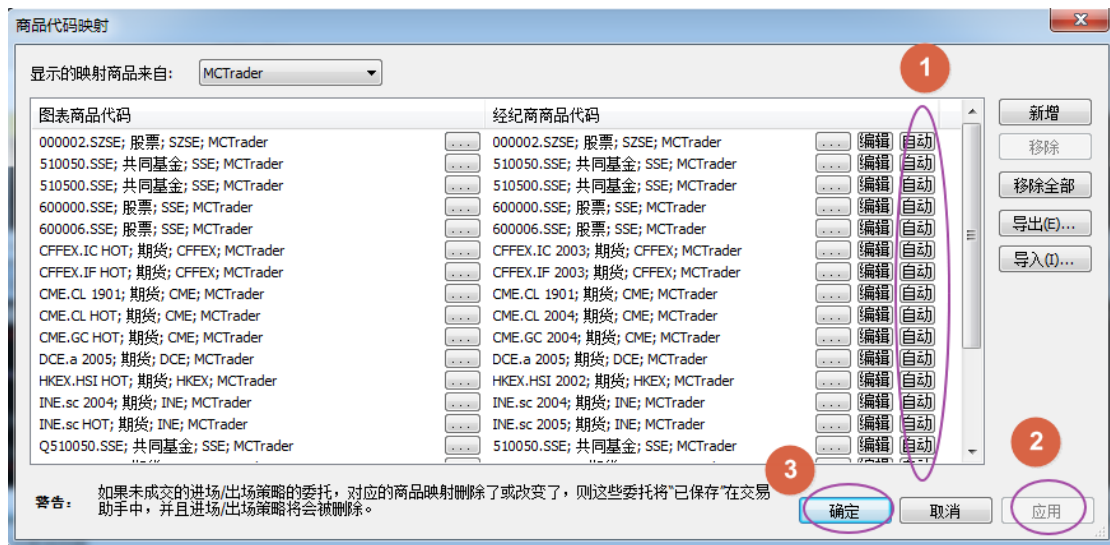 商品代码映射
显示的映射商品来自: MCTrader
1
图表商品代码 经纪商商品代码
000002.SZSE; 股票; SZSE; MCTrader ... 000002.SZSE; 股票; SZSE; MCTrader ... 编辑 自动
510050.SSE; 共同基金; SSE; MCTrader ... 510050.SSE; 共同基金; SSE; MCTrader ... 编辑 自动
510500.SSE; 共同基金; SSE; MCTrader ... 510500.SSE; 共同基金; SSE; MCTrader ... 编辑 自动
600000.SSE; 股票; SSE; MCTrader ... 600000.SSE; 股票; SSE; MCTrader ... 编辑 自动
600006.SSE; 股票; SSE; MCTrader ... 600006.SSE; 股票; SSE; MCTrader ... 编辑 自动
CFFEX.IC HOT; 期货; CFFEX; MCTrader ... CFFEX.IC 2003; 期货; CFFEX; MCTrader ... 编辑 自动
CFFEX.IF HOT; 期货; CFFEX; MCTrader ... CFFEX.IF 2003; 期货; CFFEX; MCTrader ... 编辑 自动
CME.CL 1901; 期货; CME; MCTrader ... CME.CL 1901; 期货; CME; MCTrader ... 编辑 自动
CME.CL HOT; 期货; CME; MCTrader ... CME.CL 2004; 期货; CME; MCTrader ... 编辑 自动
CME.GC HOT; 期货; CME; MCTrader ... CME.GC 2004; 期货; CME; MCTrader ... 编辑 自动
DCE.a 2005; 期货; DCE; MCTrader ... DCE.a 2005; 期货; DCE; MCTrader ... 编辑 自动
HKEX.HSI HOT; 期货; HKEX; MCTrader ... HKEX.HSI 2002; 期货; HKEX; MCTrader ... 编辑 自动
INE.sc 2004; 期货; INE; MCTrader ... INE.sc 2004; 期货; INE; MCTrader ... 编辑 自动
INE.sc HOT; 期货; INE; MCTrader ... INE.sc 2005; 期货; INE; MCTrader ... 编辑 自动
Q510050.SSE; 共同基金; SSE; MCTrader ... 510050.SSE; 共同基金; SSE; MCTrader ... 编辑 自动
新增
移除
移除全部
导出(E)...
导入(I)...
2
3
警告: 如果未成交的进场/出场策略的委托，对应的商品映射删除了或改变了，则这些委托将“已保存”在交易
助手中，并且进场/出场策略将会被删除。
确定 取消 应用